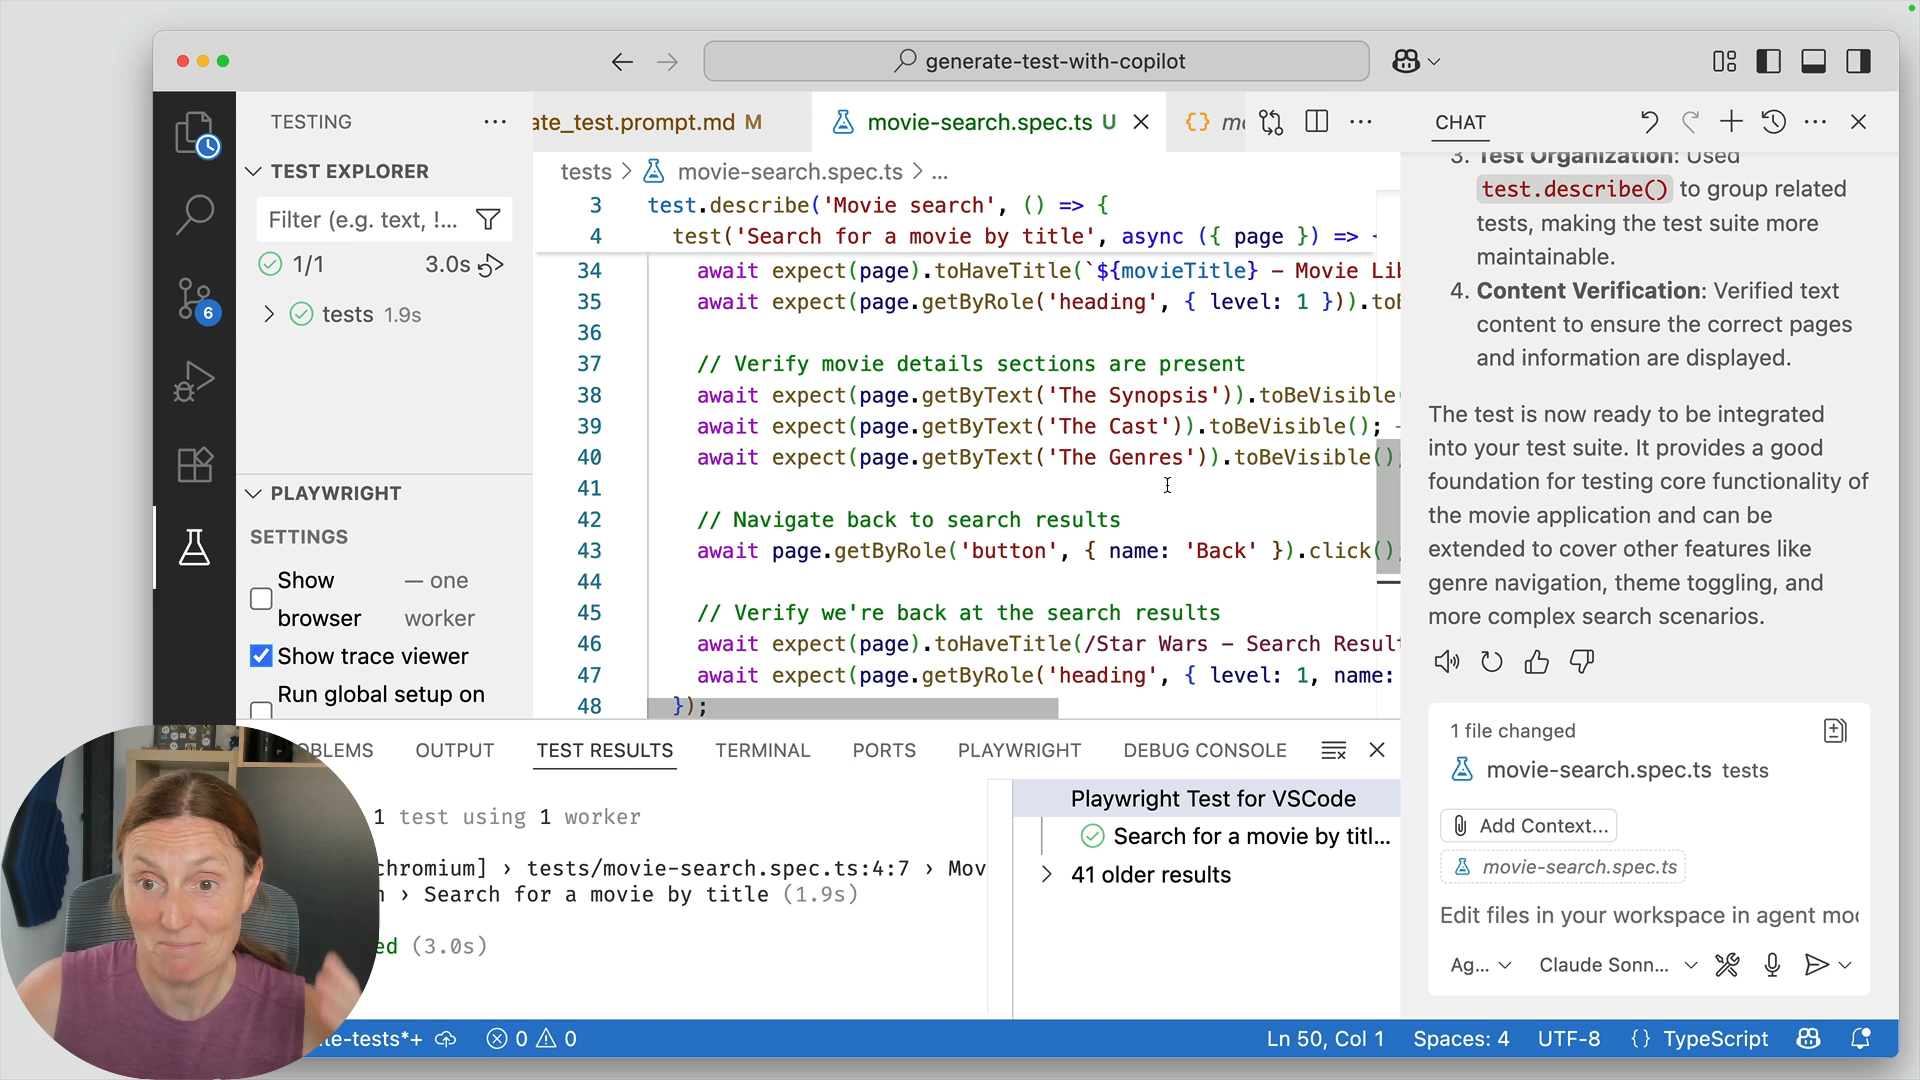 generate-test-with-copilot
TESTING
TEST EXPLORER
Filter (e.g. text, !...
1/1
3.0s
tests 1.9s
PLAYWRIGHT
SETTINGS
Show browser — one worker
Show trace viewer
Run global setup on
6
ate_test.prompt.md M
movie-search.spec.ts U
tests > movie-search.spec.ts > ...
3 test.describe('Movie search', () => {
4 test('Search for a movie by title', async ({ page }) =>
34 await expect(page).toHaveTitle(`${movieTitle} - Movie Lib
35 await expect(page.getByRole('heading', { level: 1 })).toB
36
37 // Verify movie details sections are present
38 await expect(page.getByText('The Synopsis')).toBeVisible
39 await expect(page.getByText('The Cast')).toBeVisible();
40 await expect(page.getByText('The Genres')).toBeVisible();
41
42 // Navigate back to search results
43 await page.getByRole('button', { name: 'Back' }).click()
44
45 // Verify we're back at the search results
46 await expect(page).toHaveTitle(/Star Wars - Search Result
47 await expect(page.getByRole('heading', { level: 1, name:
48 });
OBLEMS
OUTPUT
TEST RESULTS
TERMINAL
PORTS
PLAYWRIGHT
DEBUG CONSOLE
1 test using 1 worker
chromium] › tests/movie-search.spec.ts:4:7 › Mov
› Search for a movie by title (1.9s)
ed (3.0s)
Playwright Test for VSCode
Search for a movie by titl...
41 older results
CHAT
3. Test Organization: Used
test.describe() to group related
tests, making the test suite more
maintainable.
4. Content Verification: Verified text
content to ensure the correct pages
and information are displayed.
The test is now ready to be integrated
into your test suite. It provides a good
foundation for testing core functionality of
the movie application and can be
extended to cover other features like
genre navigation, theme toggling, and
more complex search scenarios.
1 file changed
movie-search.spec.ts tests
Add Context...
movie-search.spec.ts
Edit files in your workspace in agent mo
Ag...
Claude Sonn...
te-tests*+
0 0
Ln 50, Col 1
Spaces: 4
UTF-8
{} TypeScript